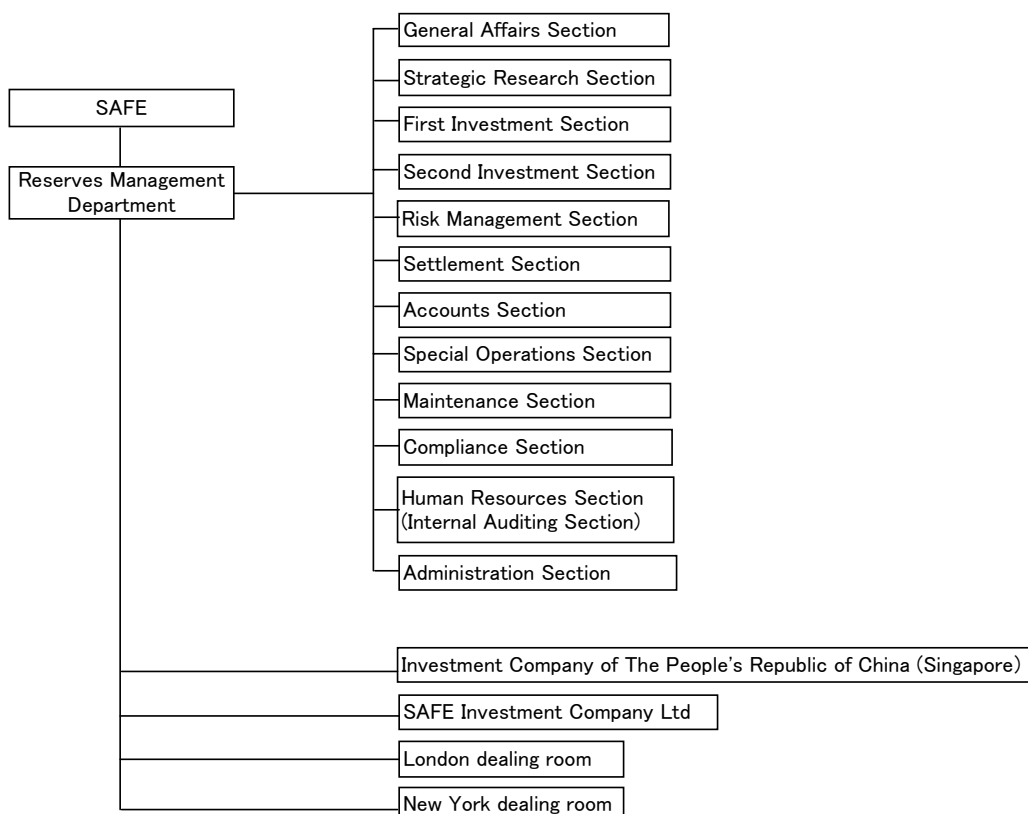 SAFE
Reserves Management
Department
General Affairs Section
Strategic Research Section
First Investment Section
Second Investment Section
Risk Management Section
Settlement Section
Accounts Section
Special Operations Section
Maintenance Section
Compliance Section
Human Resources Section
(Internal Auditing Section)
Administration Section
Investment Company of The People's Republic of China (Singapore)
SAFE Investment Company Ltd
London dealing room
New York dealing room